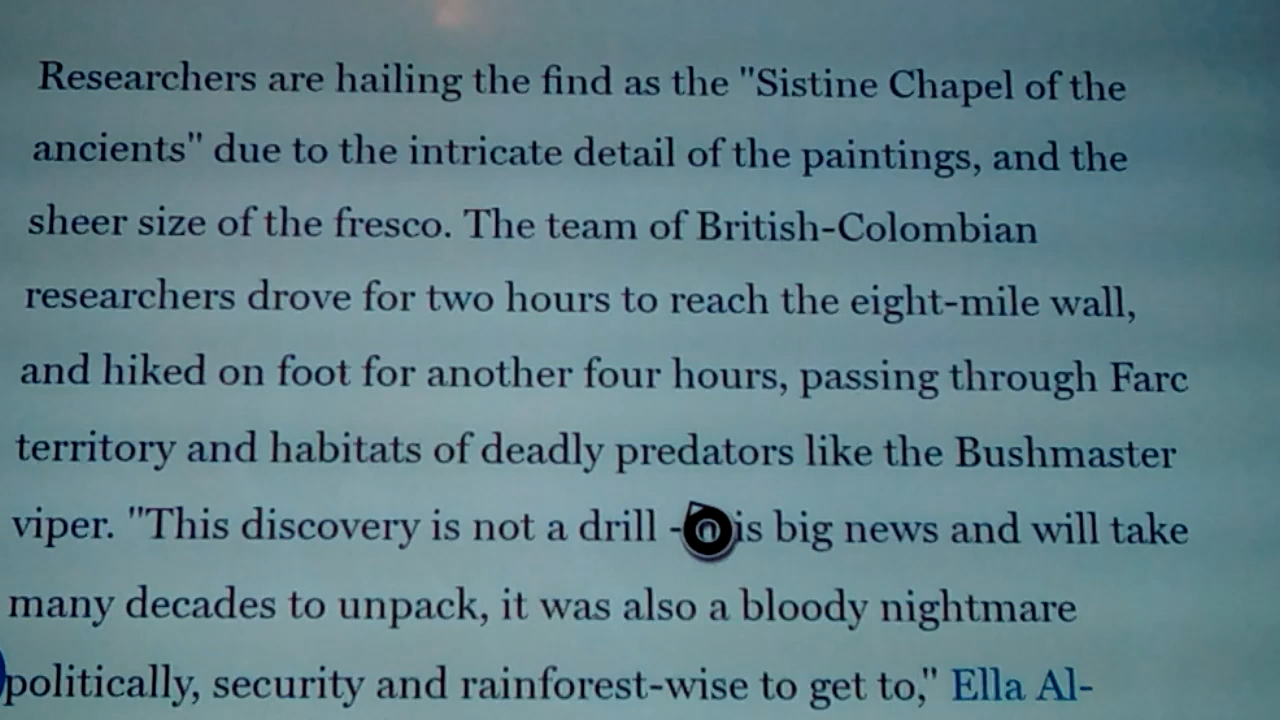 Researchers are hailing the find as the "Sistine Chapel of the
ancients" due to the intricate detail of the paintings, and the
sheer size of the fresco. The team of British-Colombian
researchers drove for two hours to reach the eight-mile wall,
and hiked on foot for another four hours, passing through Farc
territory and habitats of deadly predators like the Bushmaster
viper. "This discovery is not a drill - is big news and will take
many decades to unpack, it was also a bloody nightmare
politically, security and rainforest-wise to get to," Ella Al-